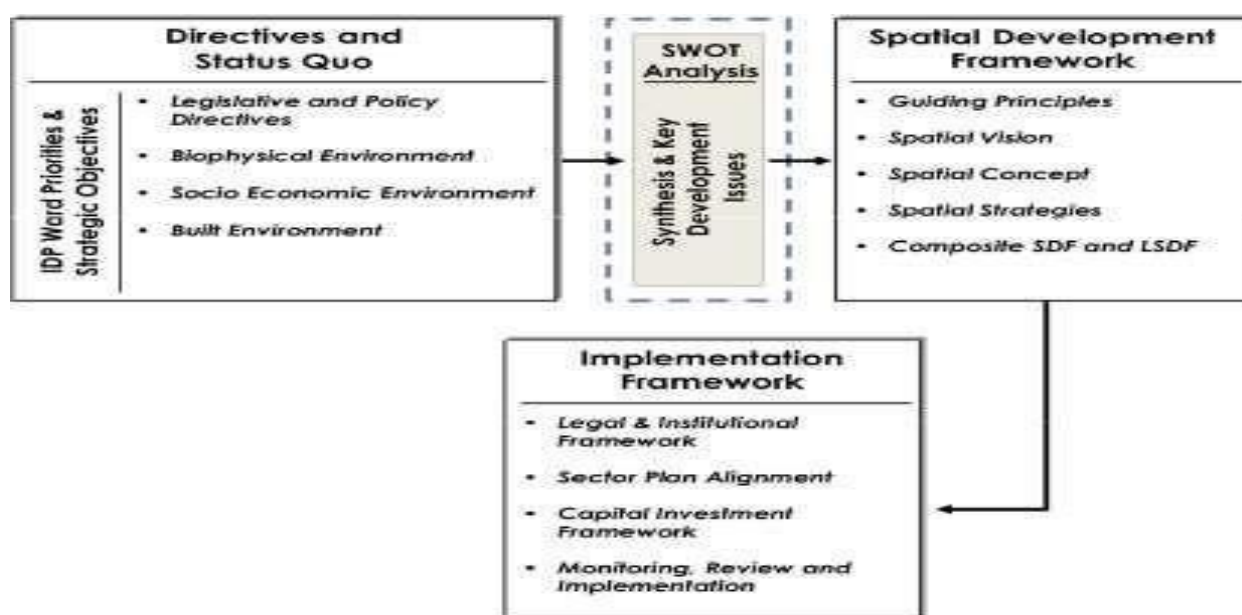 Directives and
Status Quo
IDP Ward Priorities &
Strategic Objectives
• Legislative and Policy
Directives
• Biophysical Environment
• Socio Economic Environment
• Built Environment
SWOT
Analysis
Synthesis & Key
Development
Issues
Spatial Development
Framework
• Guiding Principles
• Spatial Vision
• Spatial Concept
• Spatial Strategies
• Composite SDF and LSDF
Implementation
Framework
• Legal & Institutional
Framework
• Sector Plan Alignment
• Capital Investment
Framework
• Monitoring, Review and
Implementation